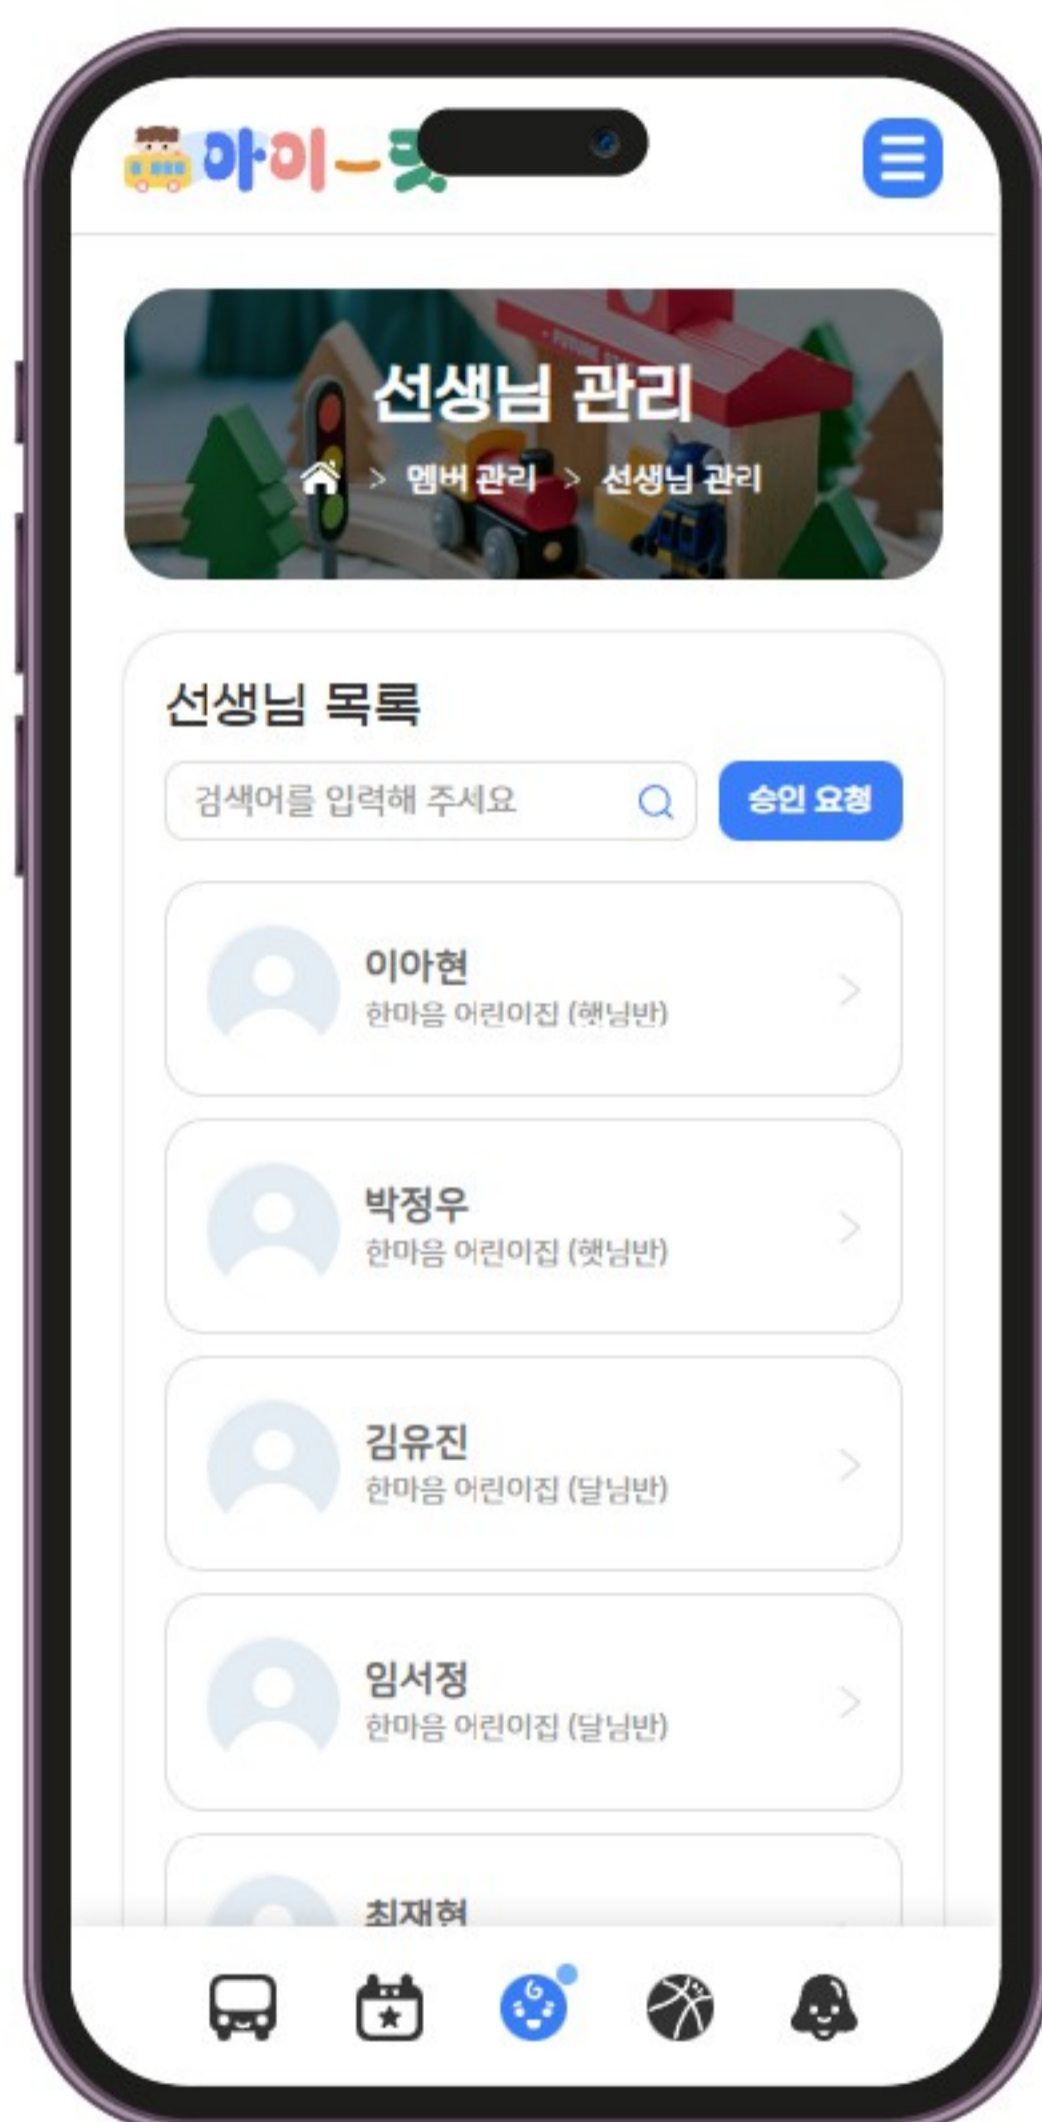 아이-
선생님 관리
> 멤버 관리 > 선생님 관리
선생님 목록
검색어를 입력해 주세요
승인 요청
이아현
한마음 어린이집 (햇님반)
박정우
한마음 어린이집 (햇님반)
김유진
한마음 어린이집 (달님반)
임서정
한마음 어린이집 (달님반)
최재현